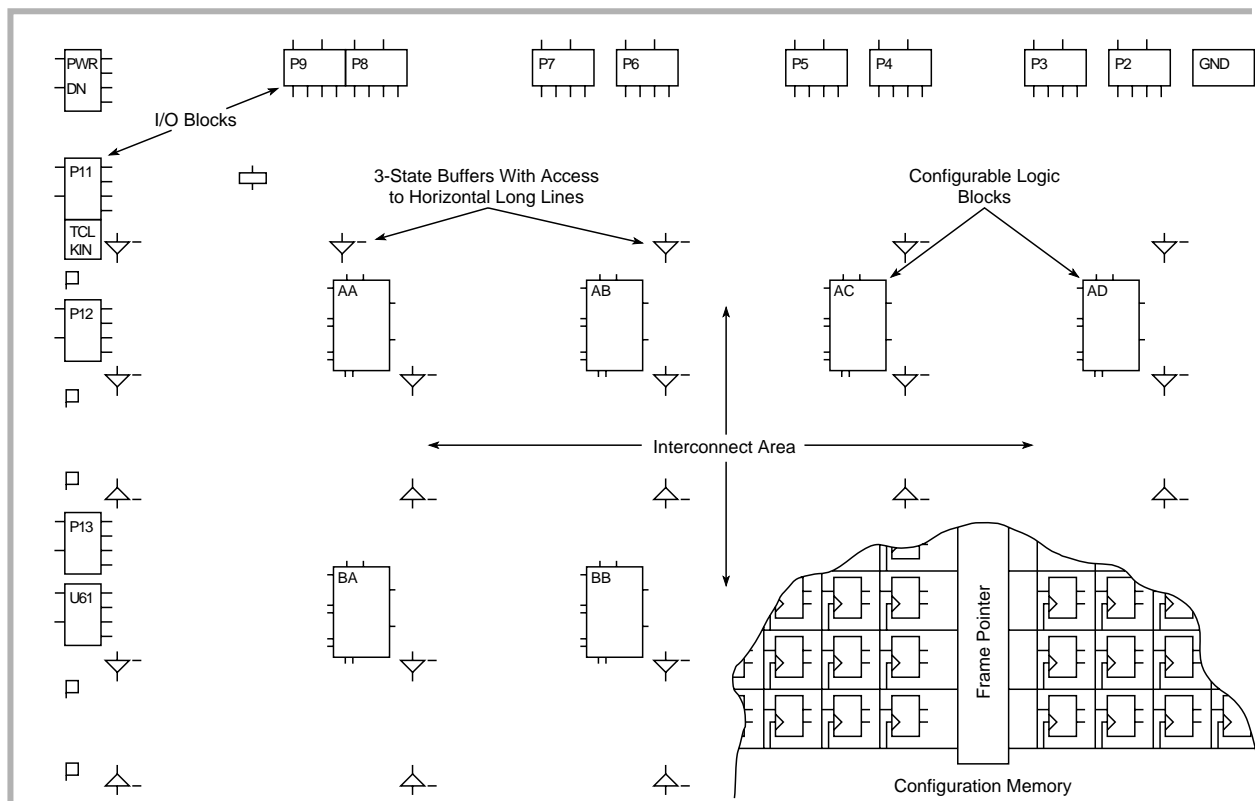 PWR
DN
P9
P8
P7
P6
P5
P4
P3
P2
GND
I/O Blocks
P11
TCL
KIN
3-State Buffers With Access
to Horizontal Long Lines
Configurable Logic
Blocks
AA
AB
AC
AD
P12
Interconnect Area
P13
U61
BA
BB
Frame Pointer
Configuration Memory